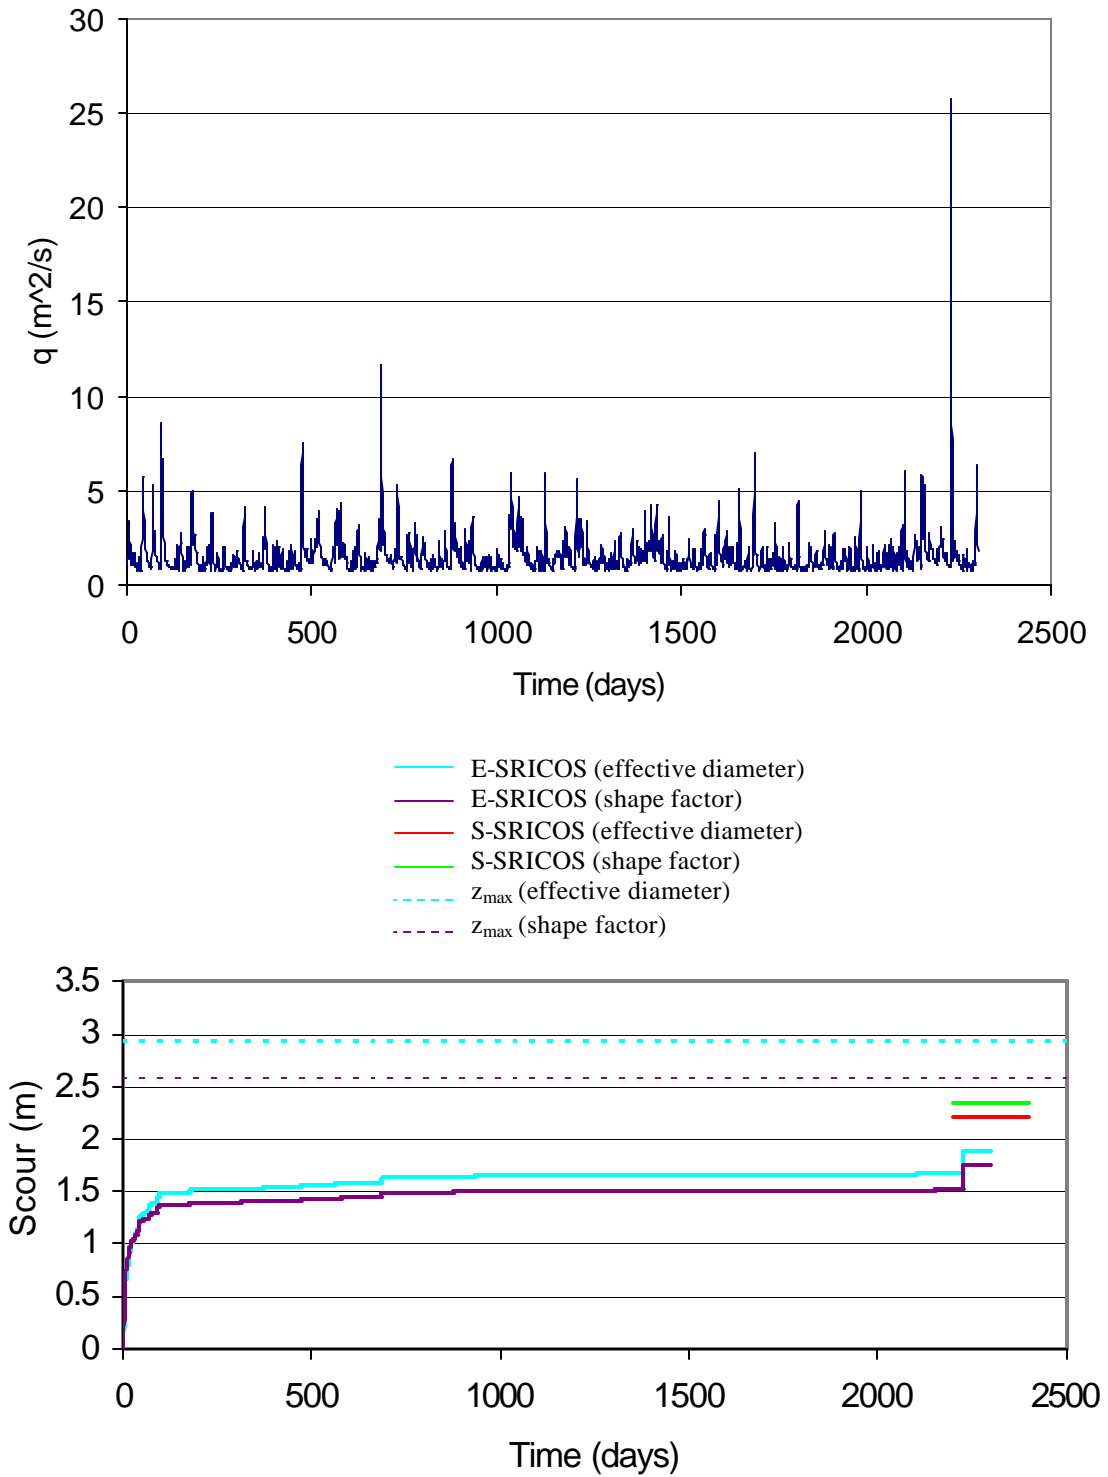 30
25
20
15
10
5
0
q (m^2/s)
0 500 1000 1500 2000 2500
Time (days)
E-SRICOS (effective diameter)
E-SRICOS (shape factor)
S-SRICOS (effective diameter)
S-SRICOS (shape factor)
zmax (effective diameter)
zmax (shape factor)
3.5
3
2.5
2
1.5
1
0.5
0
Scour (m)
0 500 1000 1500 2000 2500
Time (days)